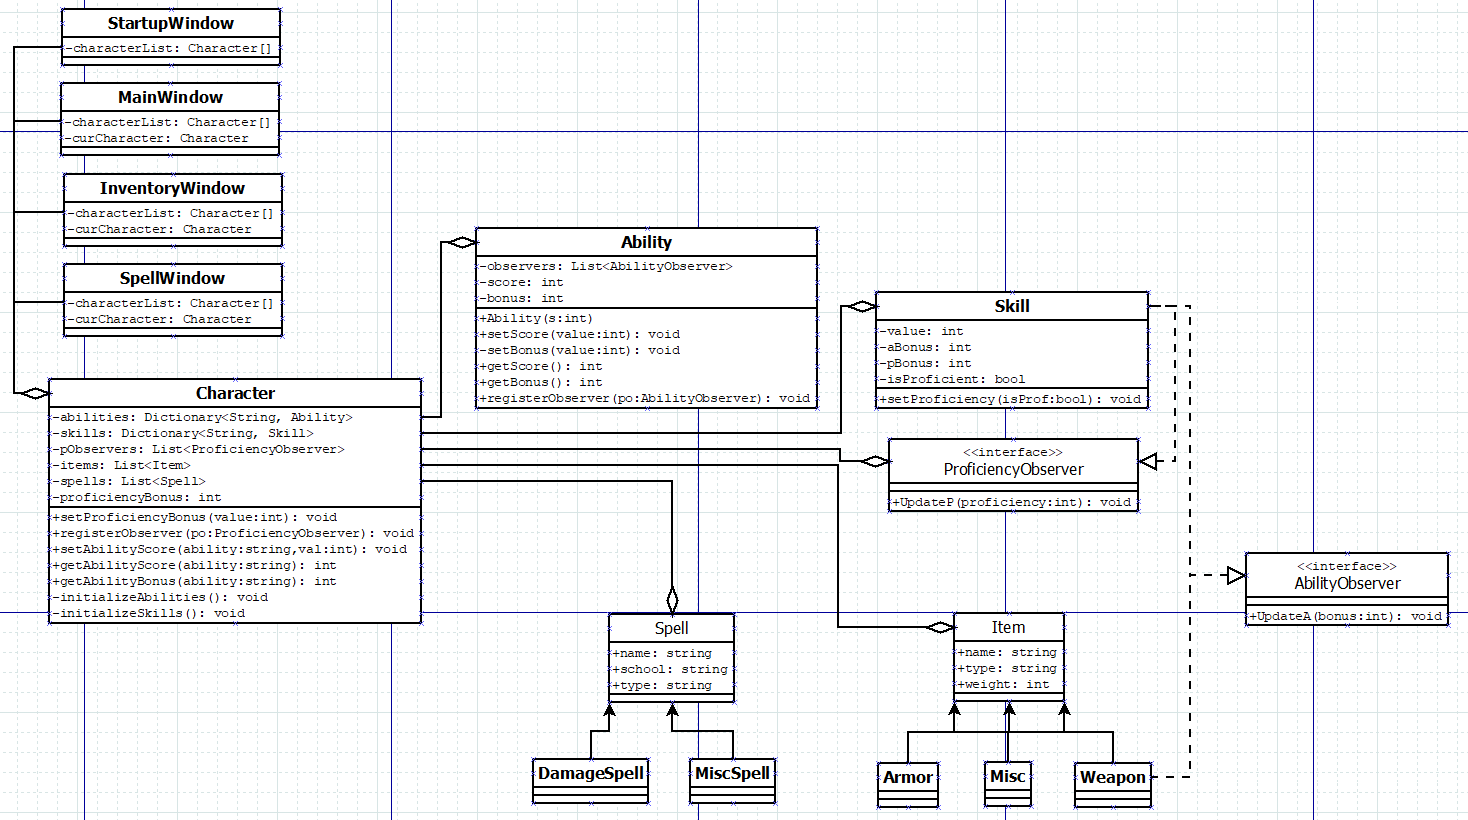 StartupWindow
-characterList: Character[]
MainWindow
-characterList: Character[]
-curCharacter: Character
InventoryWindow
-characterList: Character[]
-curCharacter: Character
SpellWindow
-characterList: Character[]
-curCharacter: Character
Character
-abilities: Dictionary<String, Ability>
-skills: Dictionary<String, Skill>
-pObservers: List<ProficiencyObserver>
-items: List<Item>
-spells: List<Spell>
-proficiencyBonus: int
+setProficiencyBonus(value:int): void
+registerObserver(po:ProficiencyObserver): void
+setAbilityScore(ability:string,val:int): void
+getAbilityScore(ability:string): int
+getAbilityBonus(ability:string): int
-initializeAbilities(): void
-initializeSkills(): void
Ability
-observers: List<AbilityObserver>
-score: int
-bonus: int
+Ability(s:int)
+setScore(value:int): void
-setBonus(value:int): void
+getScore(): int
+getBonus(): int
+registerObserver(po:AbilityObserver): void
Skill
-value: int
-aBonus: int
-pBonus: int
-isProficient: bool
+setProficiency(isProf:bool): void
<<interface>>
ProficiencyObserver
+UpdateP(proficiency:int): void
<<interface>>
AbilityObserver
+UpdateA(bonus:int): void
Spell
+name: string
+school: string
+type: string
Item
+name: string
+type: string
+weight: int
DamageSpell
MiscSpell
Armor
Misc
Weapon